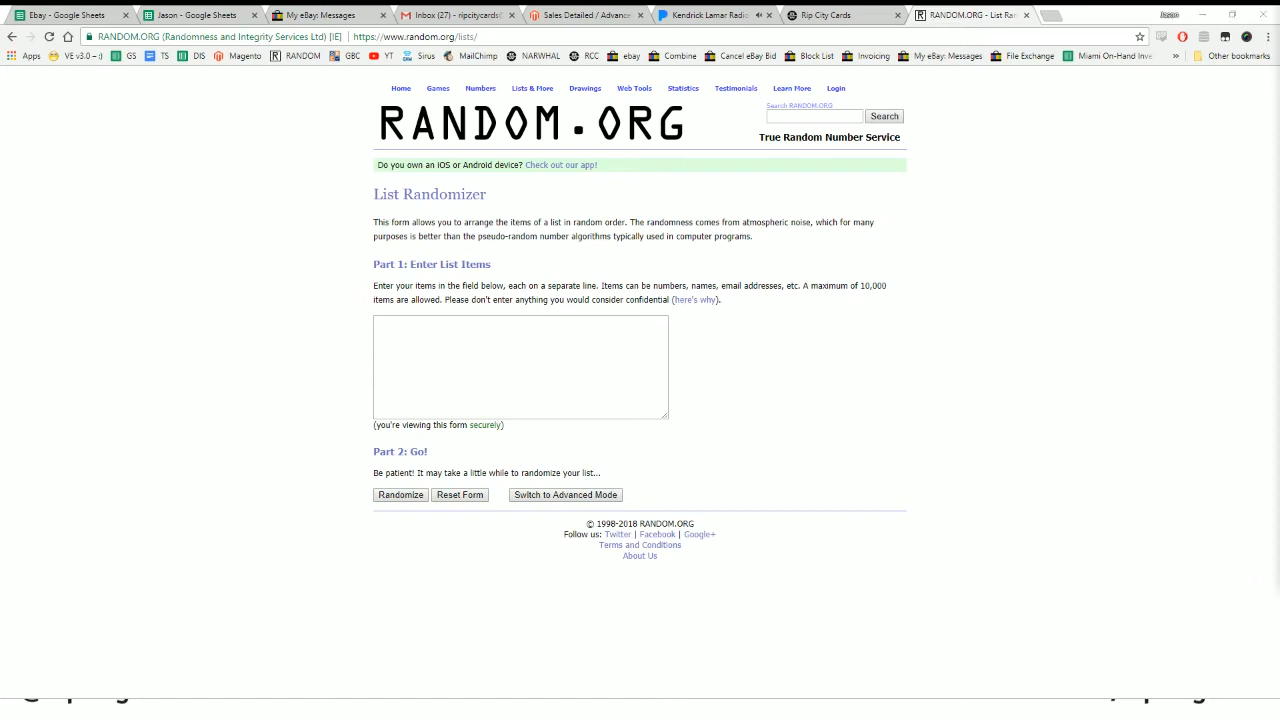 Ebay - Google Sheets Jason - Google Sheets My eBay: Messages Inbox (27) - ripcitycards@ Sales Detailed / Advance Kendrick Lamar Radio Rip City Cards RANDOM.ORG - List Ran Jason
RANDOM.ORG (Randomness and Integrity Services Ltd) [IE] https://www.random.org/lists/
Apps VE v3.0 -- :) GS TS DIS Magento RANDOM GBC YT Sirus MailChimp NARWHAL RCC ebay Combine Cancel eBay Bid Block List Invoicing My eBay: Messages File Exchange Miami On-Hand Inve » Other bookmarks
Home Games Numbers Lists & More Drawings Web Tools Statistics Testimonials Learn More Login
RANDOM.ORG
Search RANDOM.ORG
Search
True Random Number Service
Do you own an iOS or Android device? Check out our app!
List Randomizer
This form allows you to arrange the items of a list in random order. The randomness comes from atmospheric noise, which for many
purposes is better than the pseudo-random number algorithms typically used in computer programs.
Part 1: Enter List Items
Enter your items in the field below, each on a separate line. Items can be numbers, names, email addresses, etc. A maximum of 10,000
items are allowed. Please don't enter anything you would consider confidential (here's why).
(you're viewing this form securely)
Part 2: Go!
Be patient! It may take a little while to randomize your list...
Randomize Reset Form Switch to Advanced Mode
© 1998-2018 RANDOM.ORG
Follow us: Twitter | Facebook | Google+
Terms and Conditions
About Us